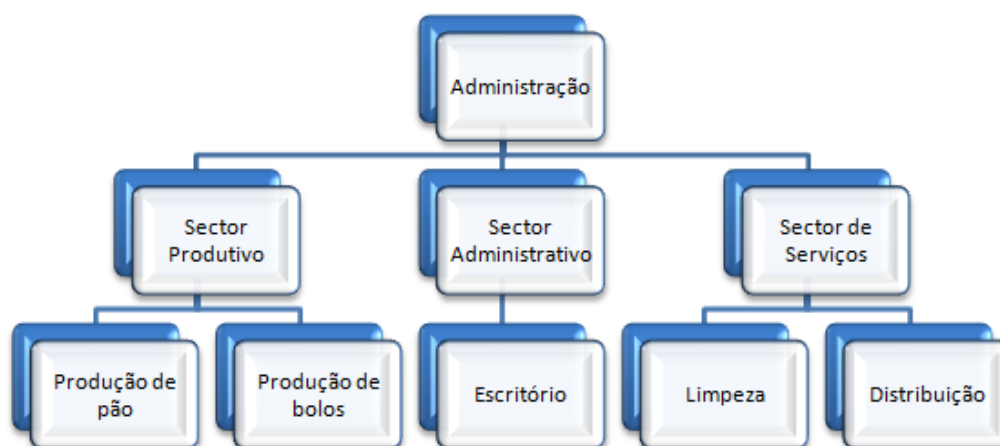 Administração
Sector
Produtivo
Sector
Administrativo
Sector de
Serviços
Produção de
pão
Produção de
bolos
Escritório
Limpeza
Distribuição